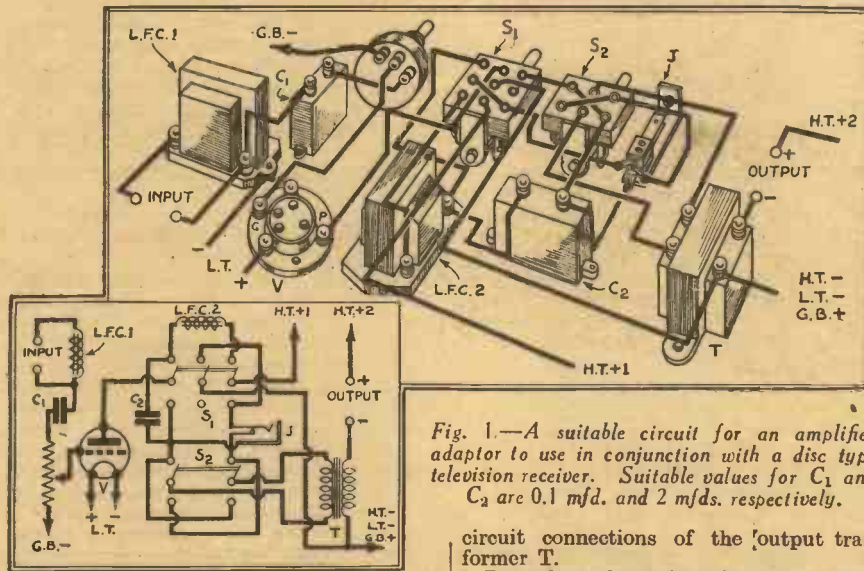 L.F.C.1
G.B.-
C1
S1
S2
J
H.T.+2
+
OUTPUT
-
INPUT
-
L.T.
+
G
P
V
L.F.C.2
C2
T
H.T.-
L.T.-
G.B.+
H.T.+1
INPUT
L.F.C.1
C1
V
+ -
L.T.
G.B.-
L.F.C.2
C2
S1
S2
J
H.T.+1
H.T.+2
+
OUTPUT
-
T
H.T.-
L.T.-
G.B.+
Fig. 1.—A suitable circuit for an amplifie
adaptor to use in conjunction with a disc typ
television receiver. Suitable values for C1 an
C2 are 0.1 mfd. and 2 mfds. respectively.
circuit connections of the output tra
former T.